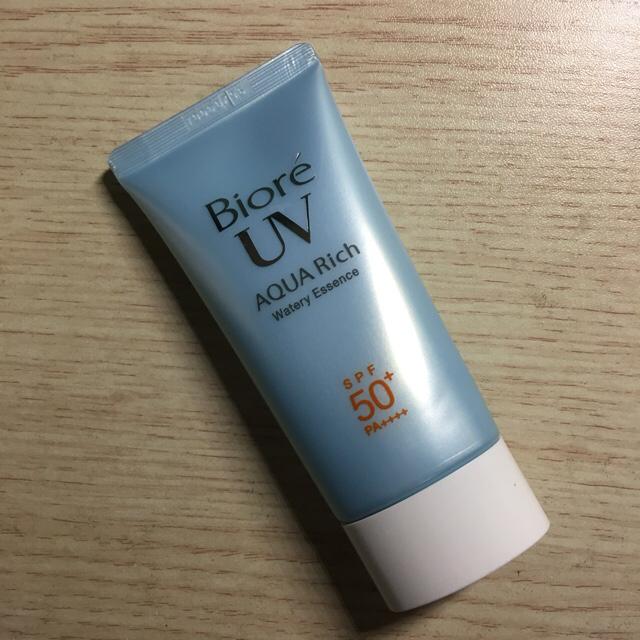 Bioré
UV
AQUA Rich
Watery Essence
SPF
50+
PA++++